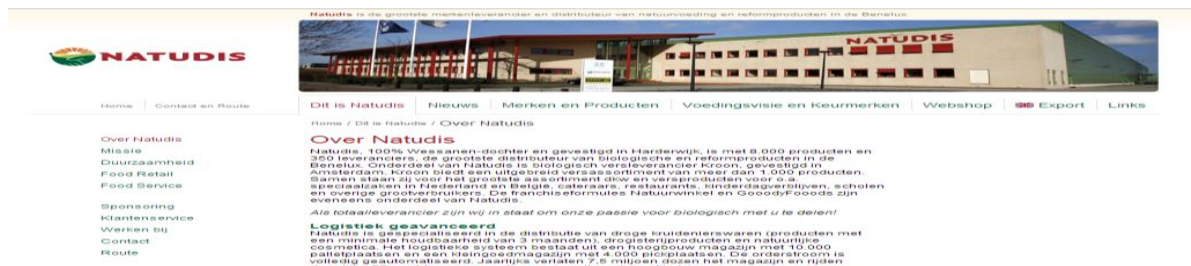 Natudis is de grootste merkenleverancier en distributeur van natuurvoeding en reformproducten in de Benelux.
NATUDIS
NATUDIS
Home
Contact en Route
Dit is Natudis
Nieuws
Merken en Producten
Voedingsvisie en Keurmerken
Webshop
Export
Links
Home / Dit is Natudis / Over Natudis
Over Natudis
Missie
Duurzaamheid
Food Retail
Food Service
Sponsoring
Klantenservice
Werken bij
Contact
Route
Over Natudis
Natudis, 100% Wessanen-dochter en gevestigd in Harderwijk, is met 8.000 producten en
350 leveranciers, de grootste distributeur van biologische en reformproducten in de
Benelux. Onderdeel van Natudis is biologisch versleverancier Kroon, gevestigd in
Amsterdam. Kroon biedt een uitgebreid versassortiment van meer dan 1.000 producten.
Samen staan zij voor het grootste assortiment dkw en versproducten voor o.a.
speciaalzaken in Nederland en België, cateraars, restaurants, kinderdagverblijven, scholen
en overige grootverbruikers. De franchiseformules Natuurwinkel en GooodyFooods zijn
eveneens onderdeel van Natudis.
Als totaalleverancier zijn wij in staat om onze passie voor biologisch met u te delen!
Logistiek geavanceerd
Natudis is gespecialiseerd in de distributie van droge kruidenierswaren (producten met
een minimale houdbaarheid van 3 maanden), drogisterijproducten en natuurlijke
cosmetica. Het logistieke systeem bestaat uit een hoogbouw magazijn met 10.000
palletplaatsen en een kleingoedmagazijn met 4.000 pickplaatsen. De orderstroom is
volledig geautomatiseerd. Jaarlijks verlaten 7,5 miljoen dozen het magazijn en rijden